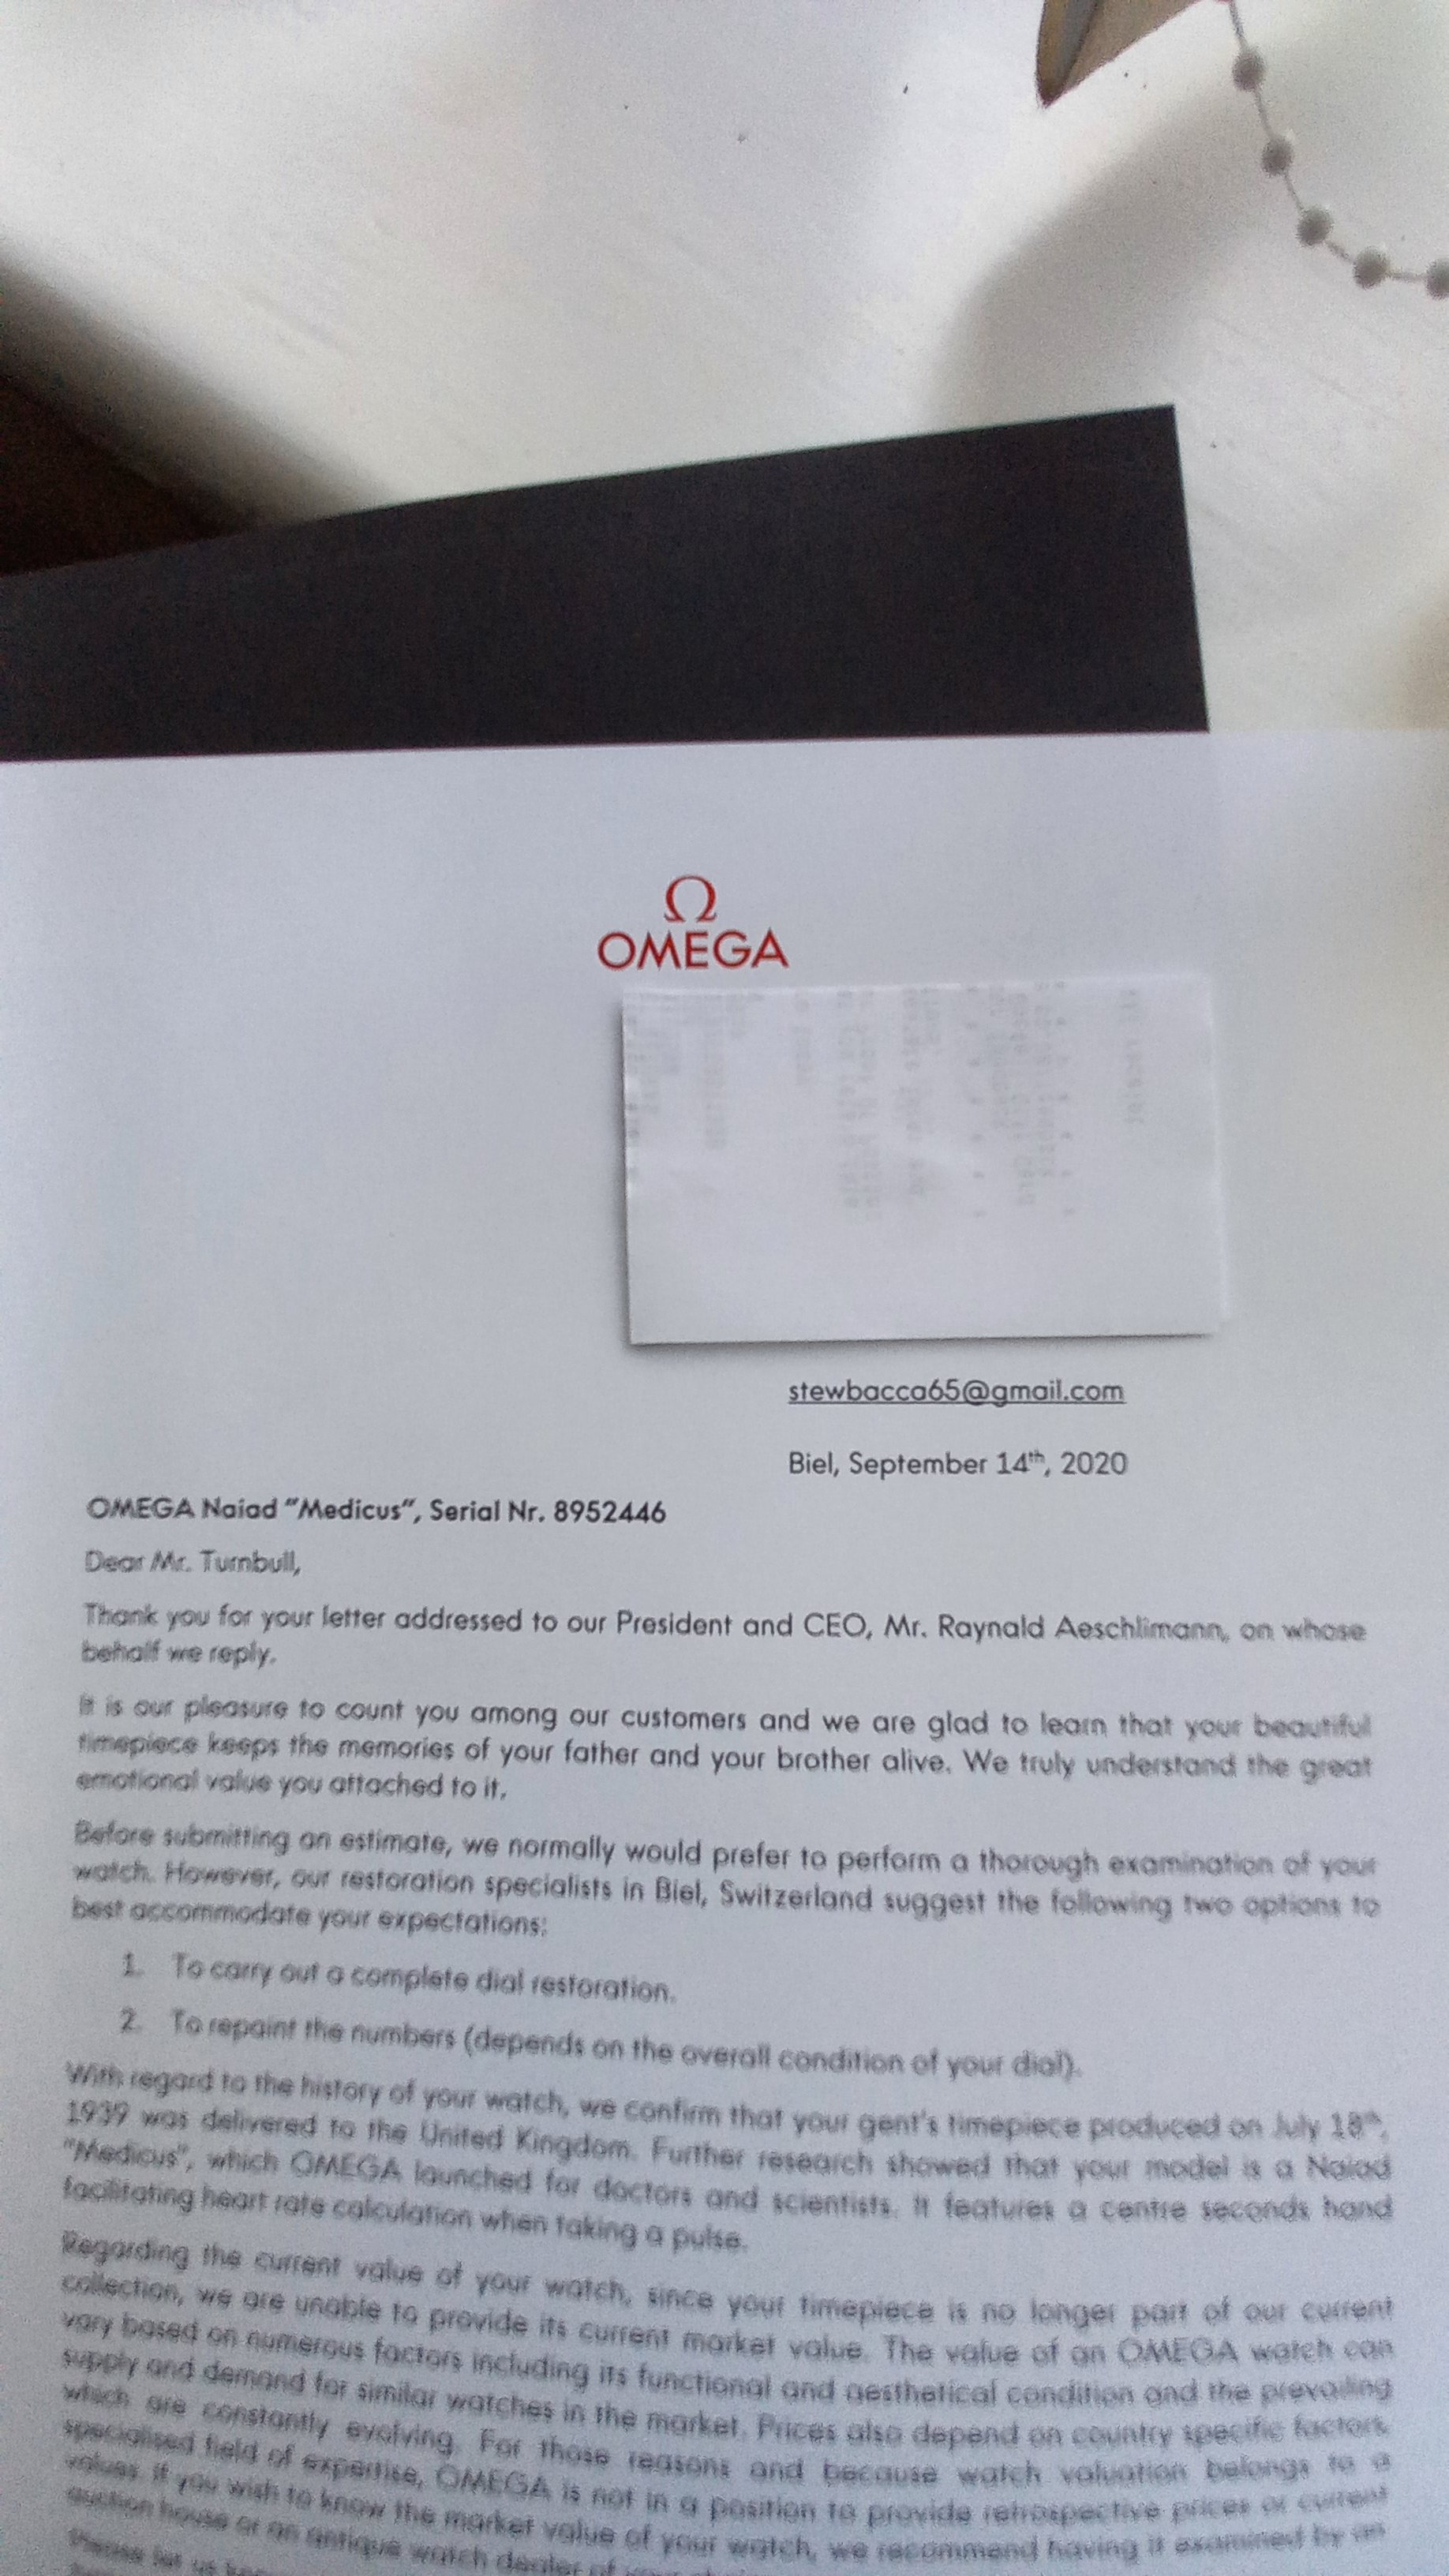 Ω
OMEGA
stewbacca65@gmail.com
Biel, September 14th, 2020
OMEGA Naiad "Medicus", Serial Nr. 8952446
Dear Mr. Turnbull,
Thank you for your letter addressed to our President and CEO, Mr. Raynald Aeschlimann, on whose
behalf we reply.
It is our pleasure to count you among our customers and we are glad to learn that your beautiful
timepiece keeps the memories of your father and your brother alive. We truly understand the great
emotional value you attached to it.
Before submitting an estimate, we normally would prefer to perform a thorough examination of your
watch. However, our restoration specialists in Biel, Switzerland suggest the following two options to
best accommodate your expectations:
1. To carry out a complete dial restoration.
2. To repaint the numbers (depends on the overall condition of your dial).
With regard to the history of your watch, we confirm that your gent's timepiece produced on July 18th,
1939 was delivered to the United Kingdom. Further research showed that your model is a Naiad
"Medicus", which OMEGA launched for doctors and scientists. It features a centre seconds hand
facilitating heart rate calculation when taking a pulse.
Regarding the current value of your watch, since your timepiece is no longer part of our current
collection, we are unable to provide its current market value. The value of an OMEGA watch can
vary based on numerous factors including its functional and aesthetical condition and the prevailing
supply and demand for similar watches in the market. Prices also depend on country specific factors,
which are constantly evolving. For those reasons and because watch valuation belongs to a
specialised field of expertise, OMEGA is not in a position to provide retrospective prices or current
values. If you wish to know the market value of your watch, we recommend having it examined by an
auction house or an antique watch dealer of your
Please let us